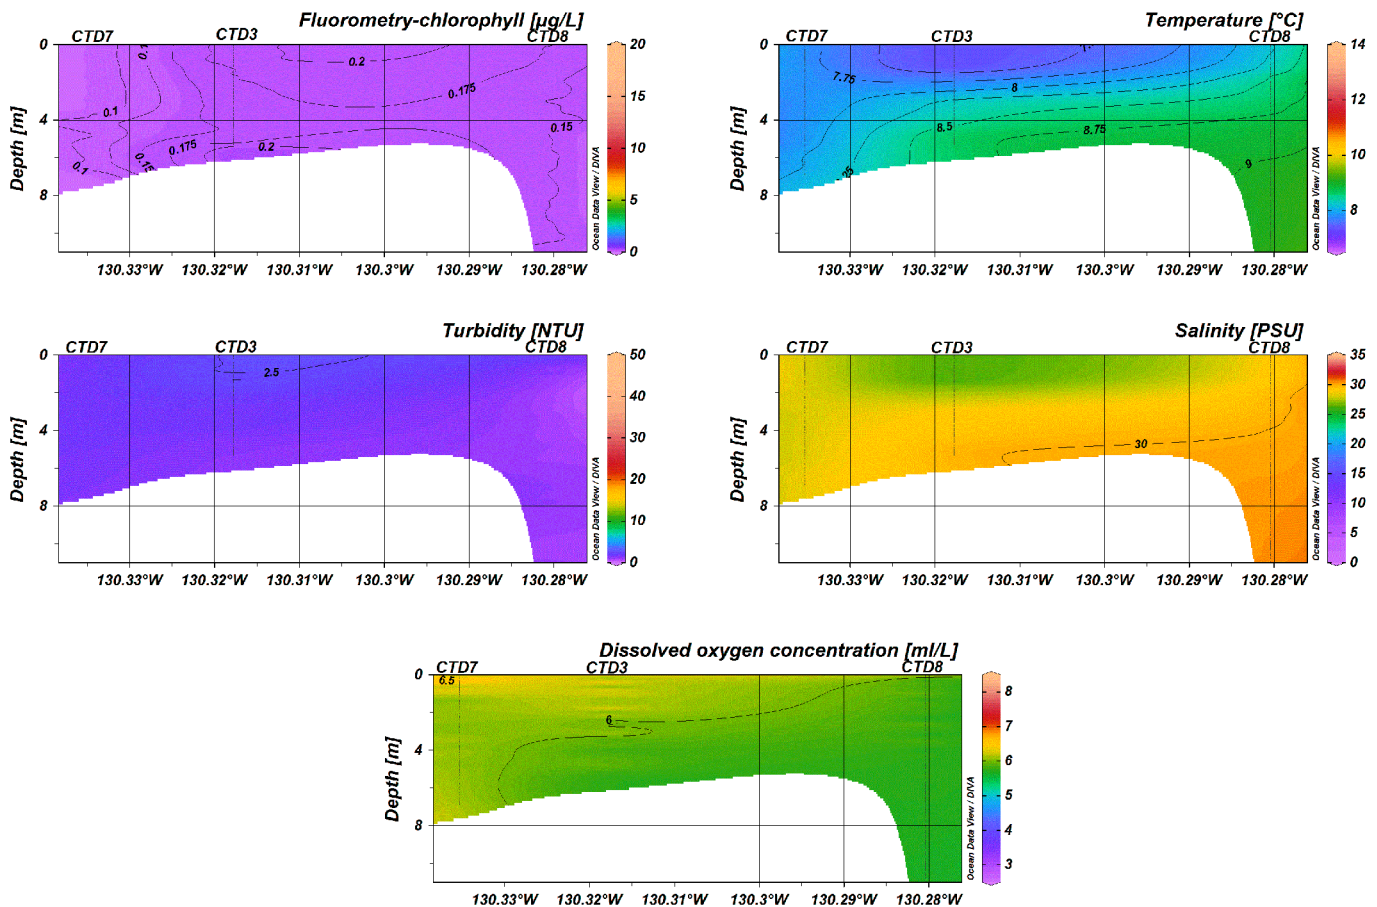 Fluorometry-chlorophyll [µg/L]
CTD7 CTD3 CTD8
0 4 8
Depth [m]
0.1 0.2 0.175 0.1 0.15 0.175 0.2 0.15 0.1
20 15 10 5 0
Ocean Data View / DIVA
130.33°W 130.32°W 130.31°W 130.3°W 130.29°W 130.28°W
Temperature [°C]
CTD7 CTD3 CTD8
0 4 8
Depth [m]
7.75 8 8.5 8.75 9
14 12 10 8
Ocean Data View / DIVA
130.33°W 130.32°W 130.31°W 130.3°W 130.29°W 130.28°W
Turbidity [NTU]
CTD7 CTD3 CTD8
0 4 8
Depth [m]
2.5
50 40 30 20 10 0
Ocean Data View / DIVA
130.33°W 130.32°W 130.31°W 130.3°W 130.29°W 130.28°W
Salinity [PSU]
CTD7 CTD3 CTD8
0 4 8
Depth [m]
30
35 30 25 20 15 10 5 0
Ocean Data View / DIVA
130.33°W 130.32°W 130.31°W 130.3°W 130.29°W 130.28°W
Dissolved oxygen concentration [ml/L]
CTD7 CTD3 CTD8
0 4 8
Depth [m]
6.5 6
8 7 6 5 4 3
Ocean Data View / DIVA
130.33°W 130.32°W 130.31°W 130.3°W 130.29°W 130.28°W